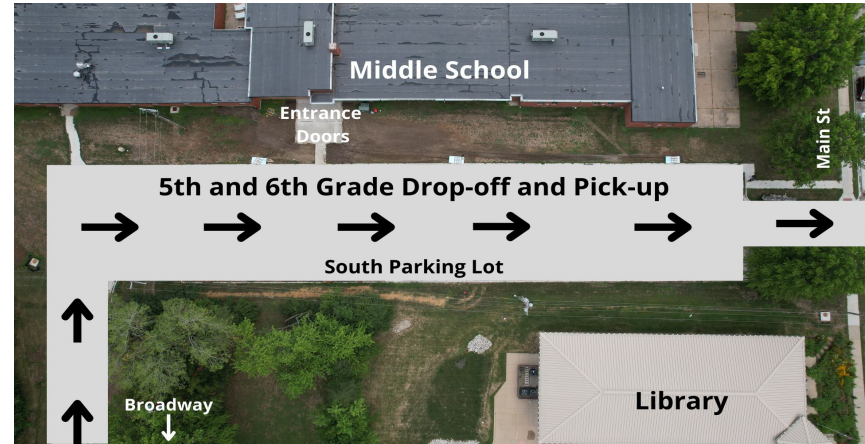 Middle School
Entrance
Doors
Main St
5th and 6th Grade Drop-off and Pick-up
South Parking Lot
Broadway
Library